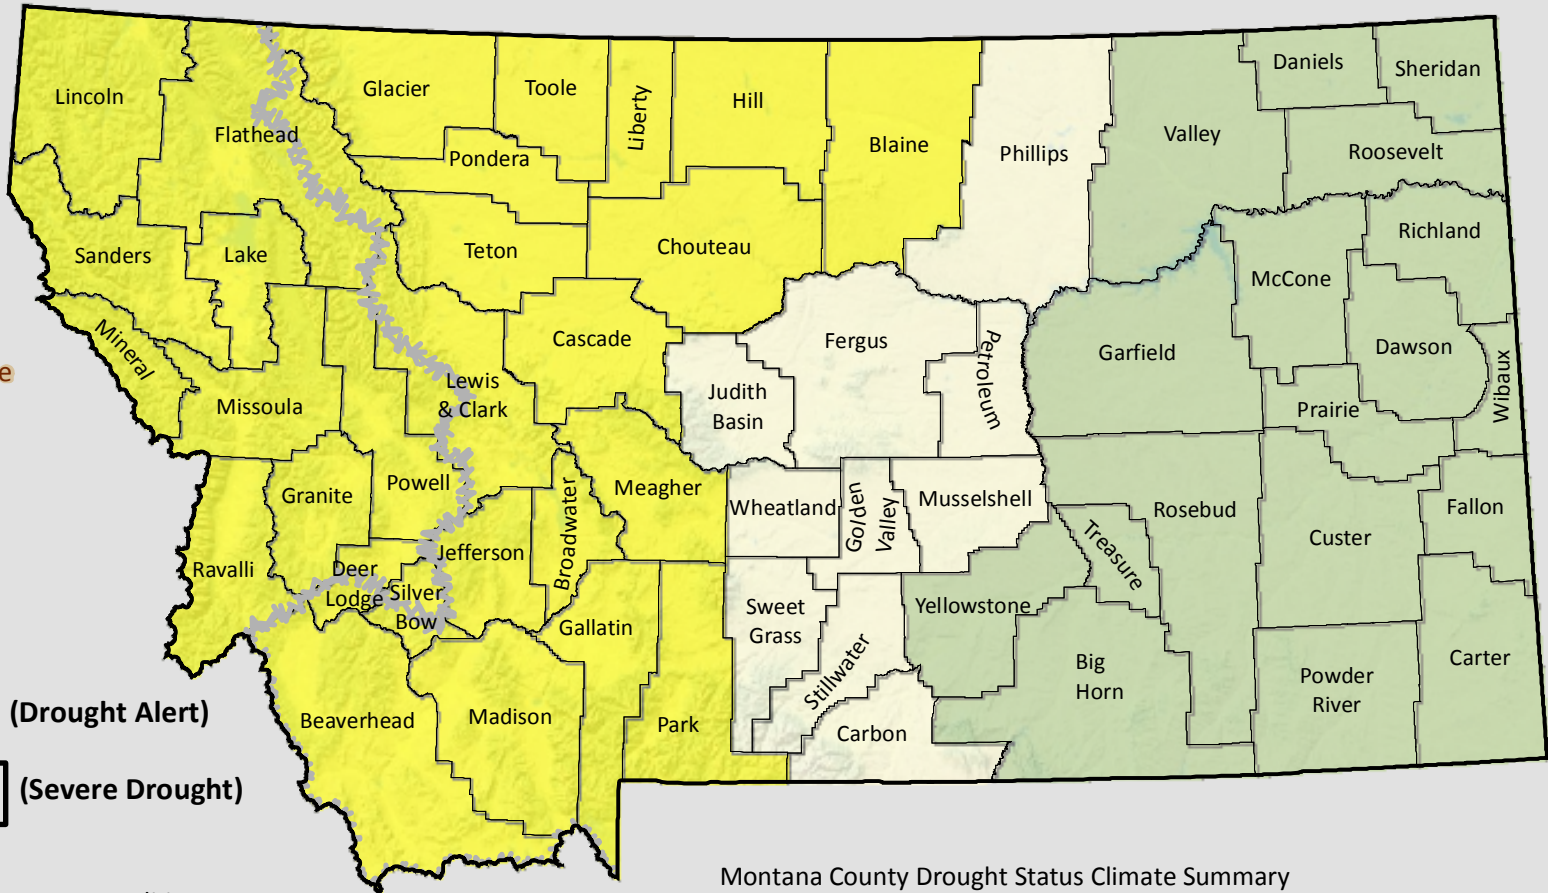 Lincoln
Flathead
Glacier
Toole
Liberty
Hill
Blaine
Phillips
Valley
Daniels
Sheridan
Roosevelt
Pondera
Sanders
Lake
Teton
Chouteau
McCone
Richland
Mineral
Cascade
Fergus
Petroleum
Garfield
Dawson
Wibaux
e
Missoula
Lewis
& Clark
Judith
Basin
Prairie
Granite
Powell
Broadwater
Meagher
Wheatland
Golden
Valley
Musselshell
Treasure
Rosebud
Custer
Fallon
Ravalli
Deer
Lodge
Silver
Bow
Jefferson
Gallatin
Sweet
Grass
Stillwater
Yellowstone
Big
Horn
Powder
River
Carter
Beaverhead
Madison
Park
Carbon
(Drought Alert)
(Severe Drought)
Montana County Drought Status Climate Summary